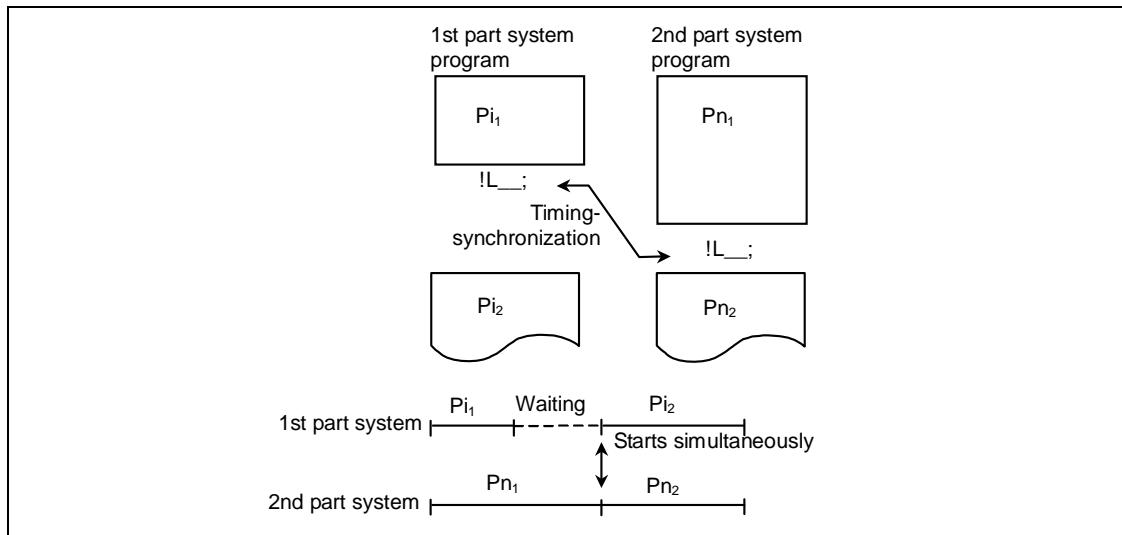 1st part system
program
2nd part system
program
Pi₁
Pn₁
!L__;
Timing-
synchronization
!L__;
Pi₂
Pn₂
Pi₁
Waiting
Pi₂
1st part system
Starts simultaneously
Pn₁
Pn₂
2nd part system